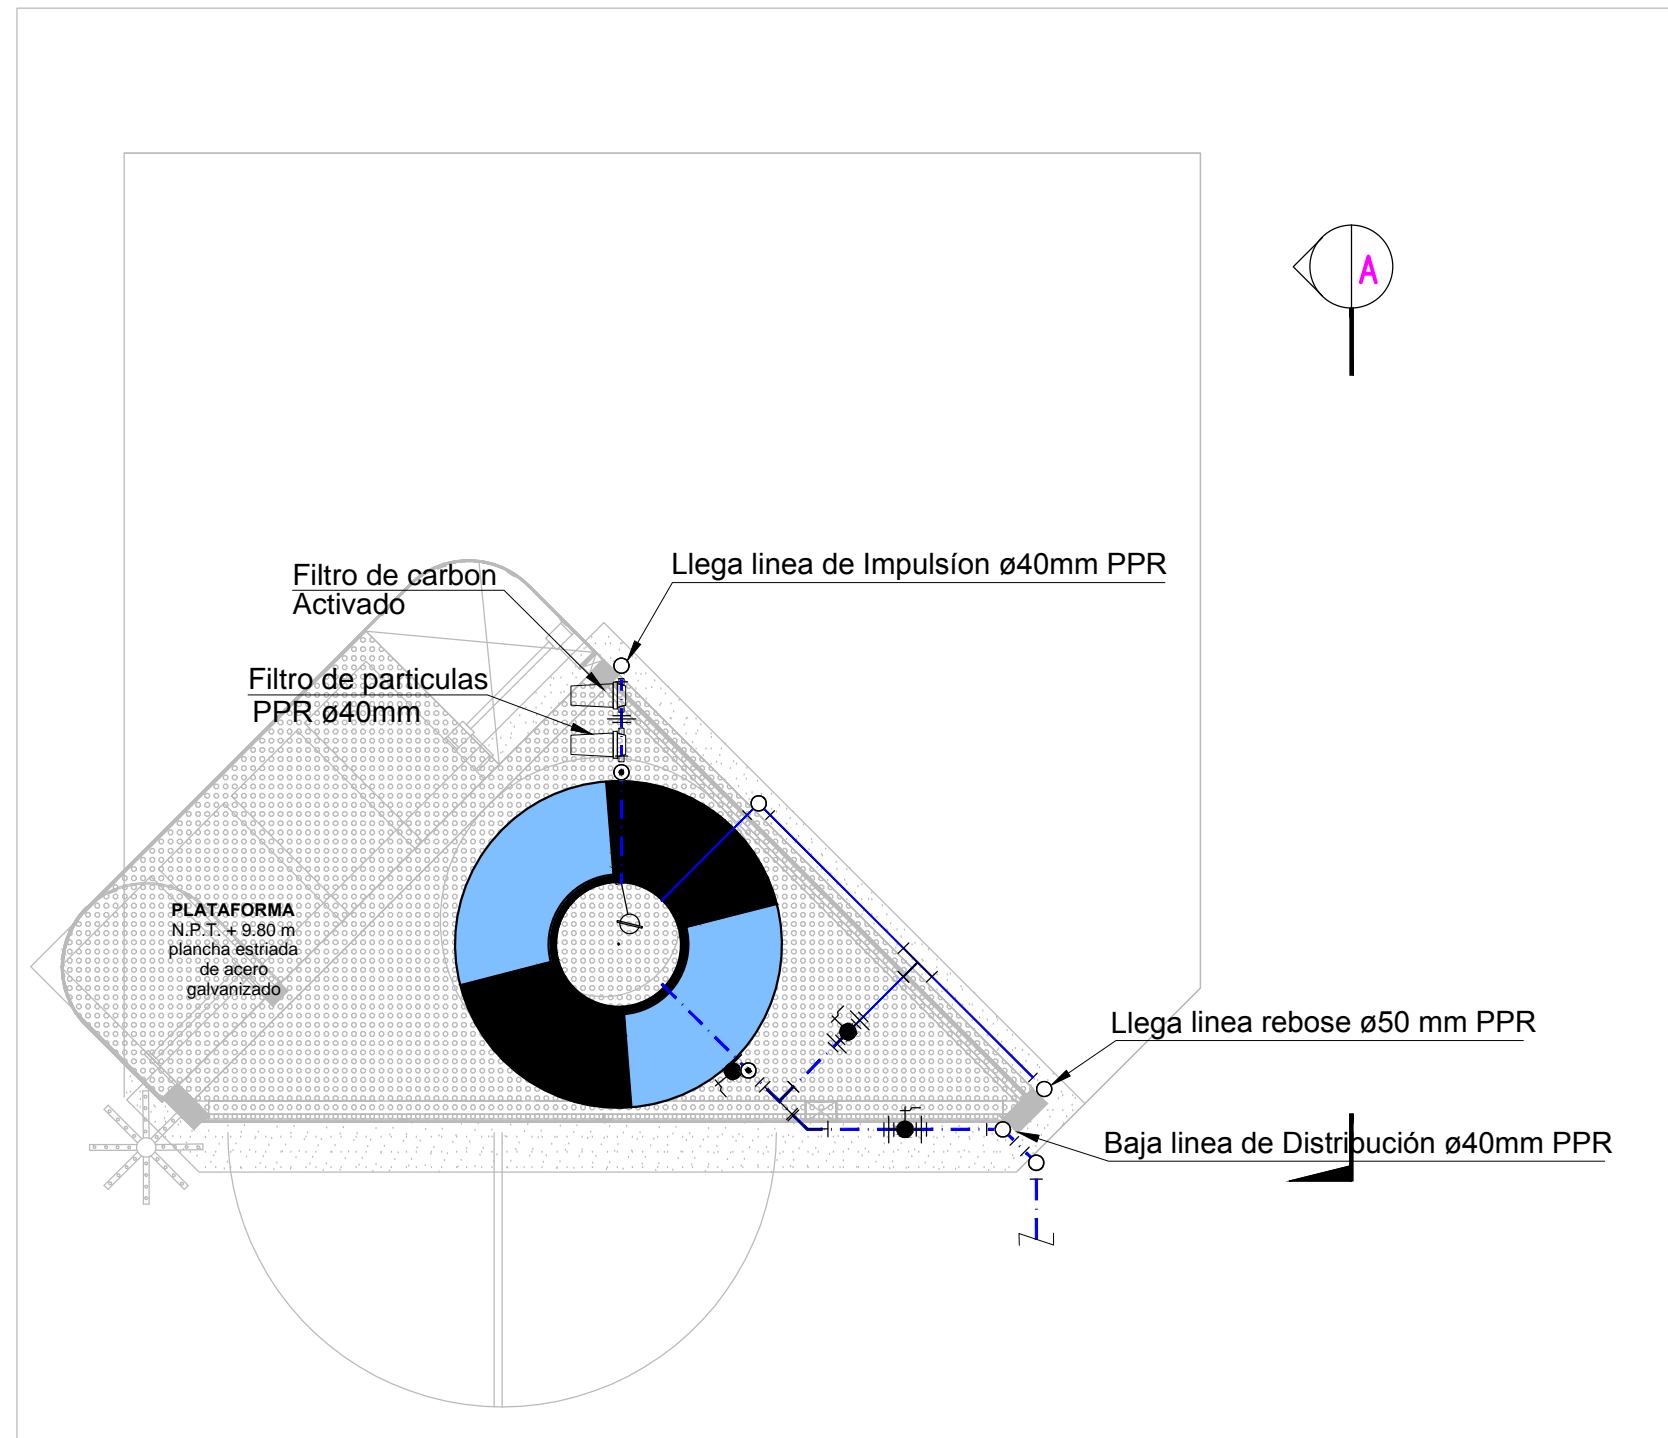 A
Llega linea de Impulsíon ø40mm PPR
Filtro de carbon
Activado
Filtro de particulas
PPR ø40mm
PLATAFORMA
N.P.T. + 9.80 m
plancha estriada
de acero
galvanizado
Llega linea rebose ø50 mm PPR
Baja linea de Distribución ø40mm PPR